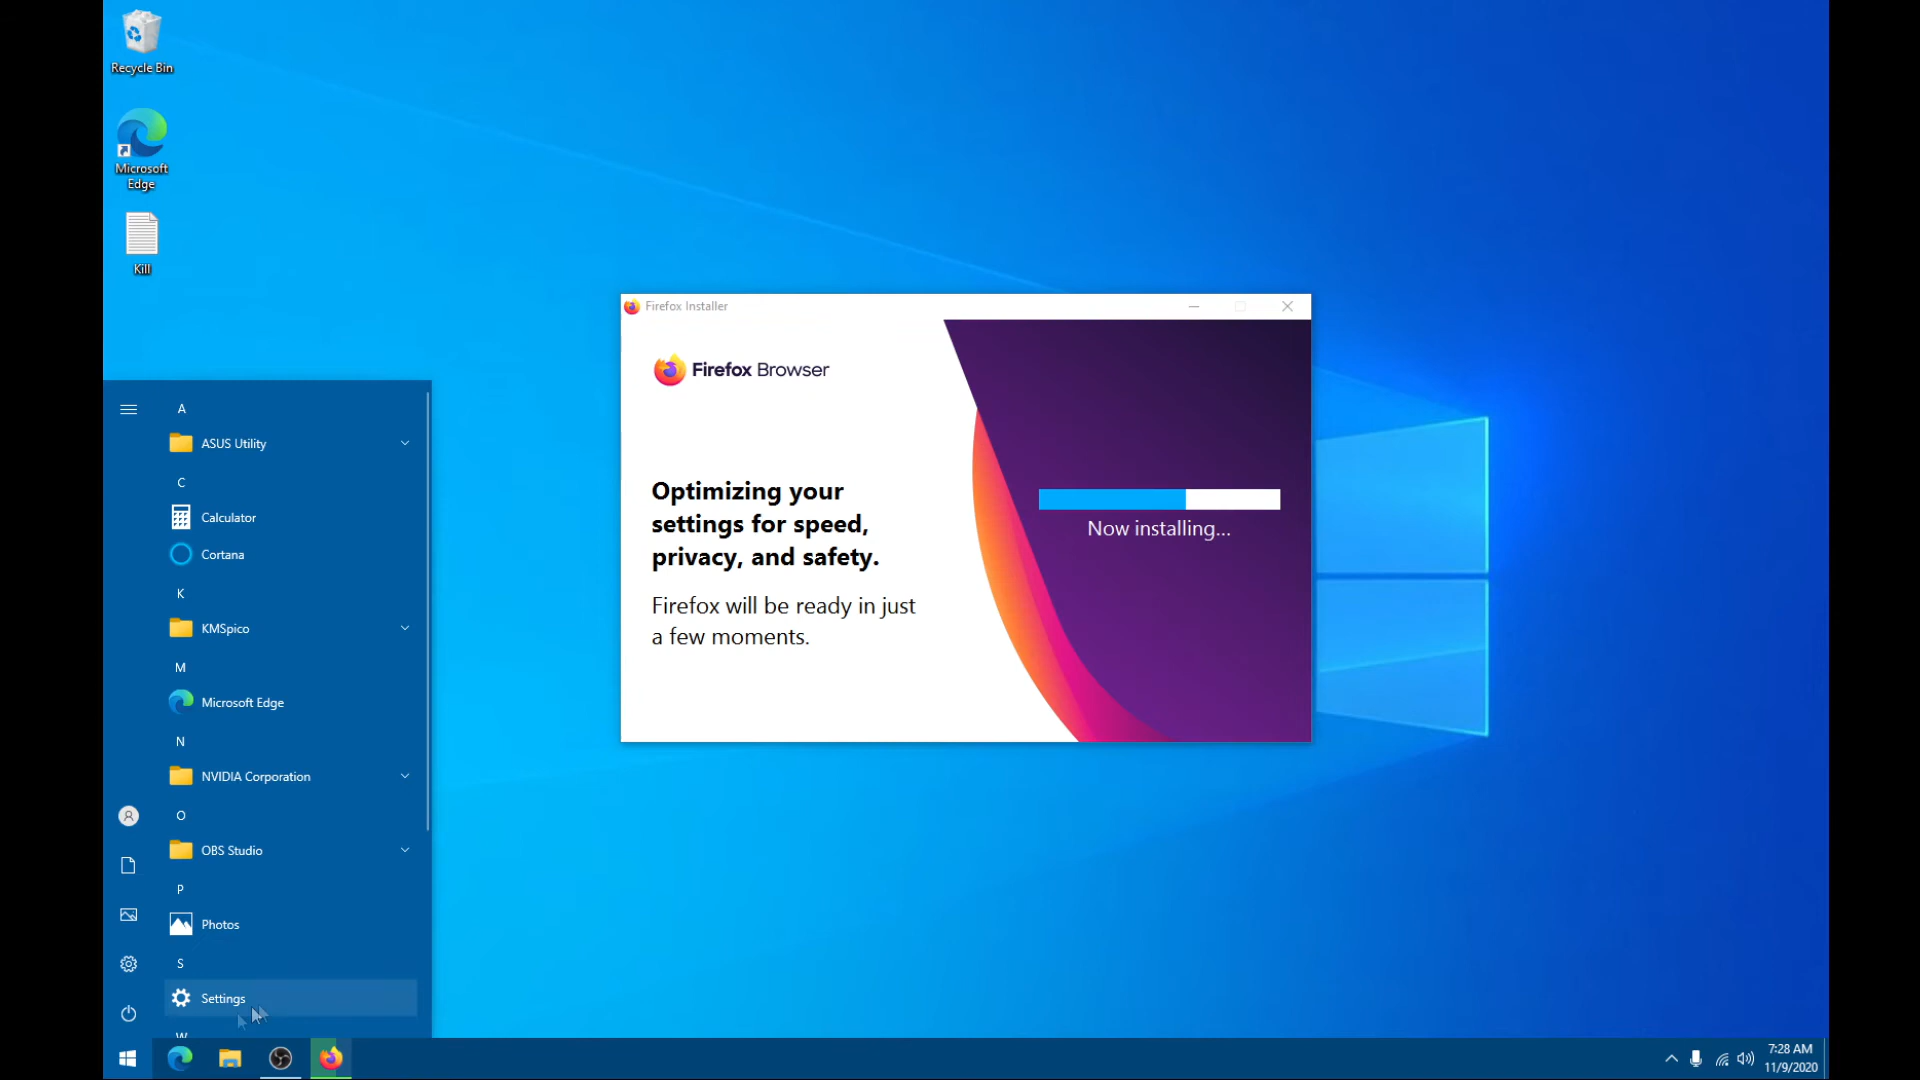 Recycle Bin
Microsoft
Edge
Kill
Firefox Installer
Firefox Browser
Optimizing your
settings for speed,
privacy, and safety.
Firefox will be ready in just
a few moments.
Now installing...
A
ASUS Utility
C
Calculator
Cortana
K
KMSpico
M
Microsoft Edge
N
NVIDIA Corporation
O
OBS Studio
P
Photos
S
Settings
W
7:28 AM
11/9/2020